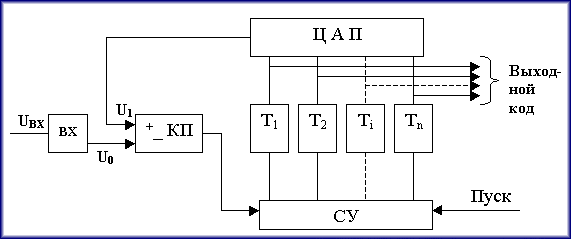 Ц А П
Выход-
ной
код
U₁
Uвх
T₁
T₂
Tᵢ
Tₙ
вх
+
_ КП
U₀
Пуск
СУ